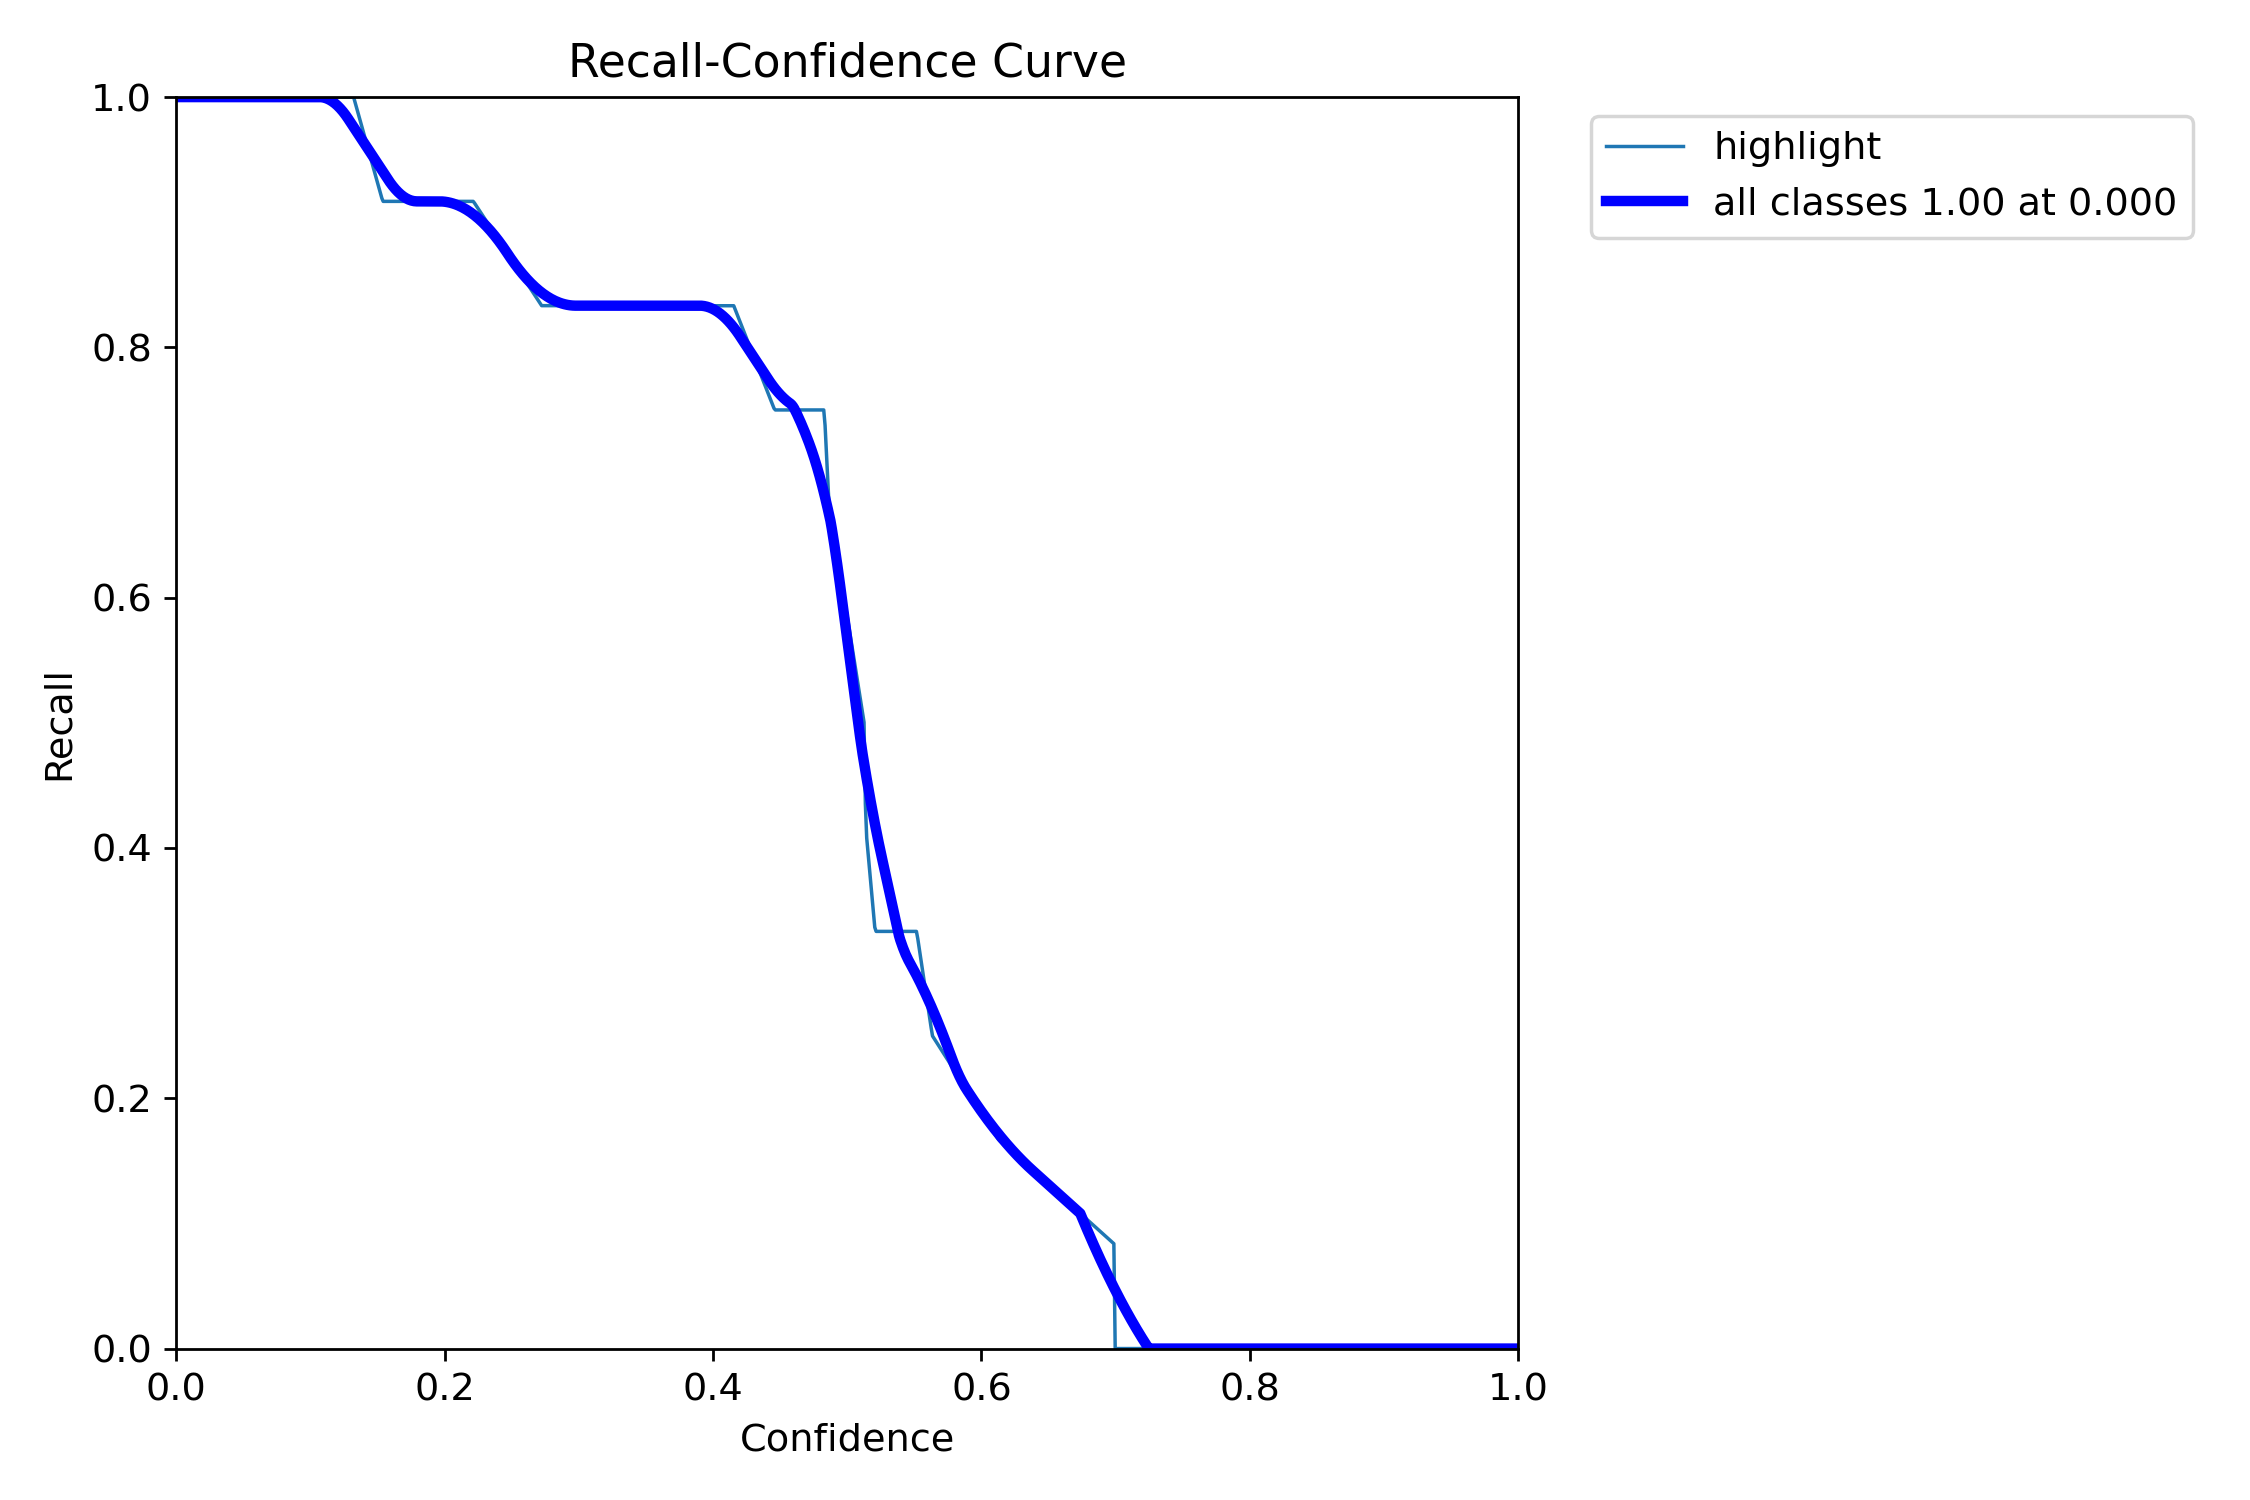 Recall-Confidence Curve
1.0
0.8
0.6
0.4
0.2
0.0
Recall
0.0 0.2 0.4 0.6 0.8 1.0
Confidence
highlight
all classes 1.00 at 0.000